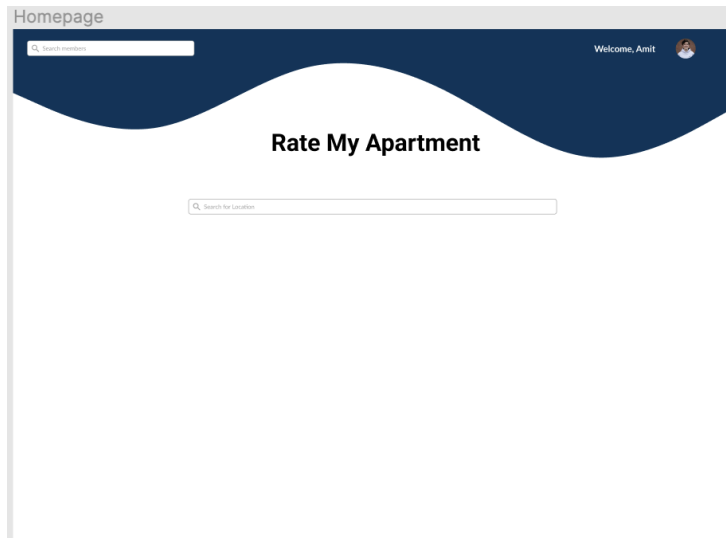 Homepage
Search members
Welcome, Amit
Rate My Apartment
Search for Location